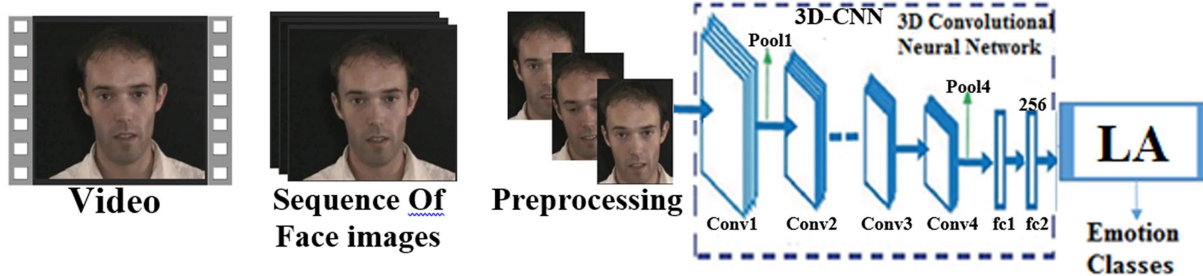 Video
Sequence Of
Face images
Preprocessing
3D-CNN
3D Convolutional
Neural Network
Pool1
Pool4
256
Conv1
Conv2
Conv3
Conv4
fc1
fc2
LA
Emotion
Classes